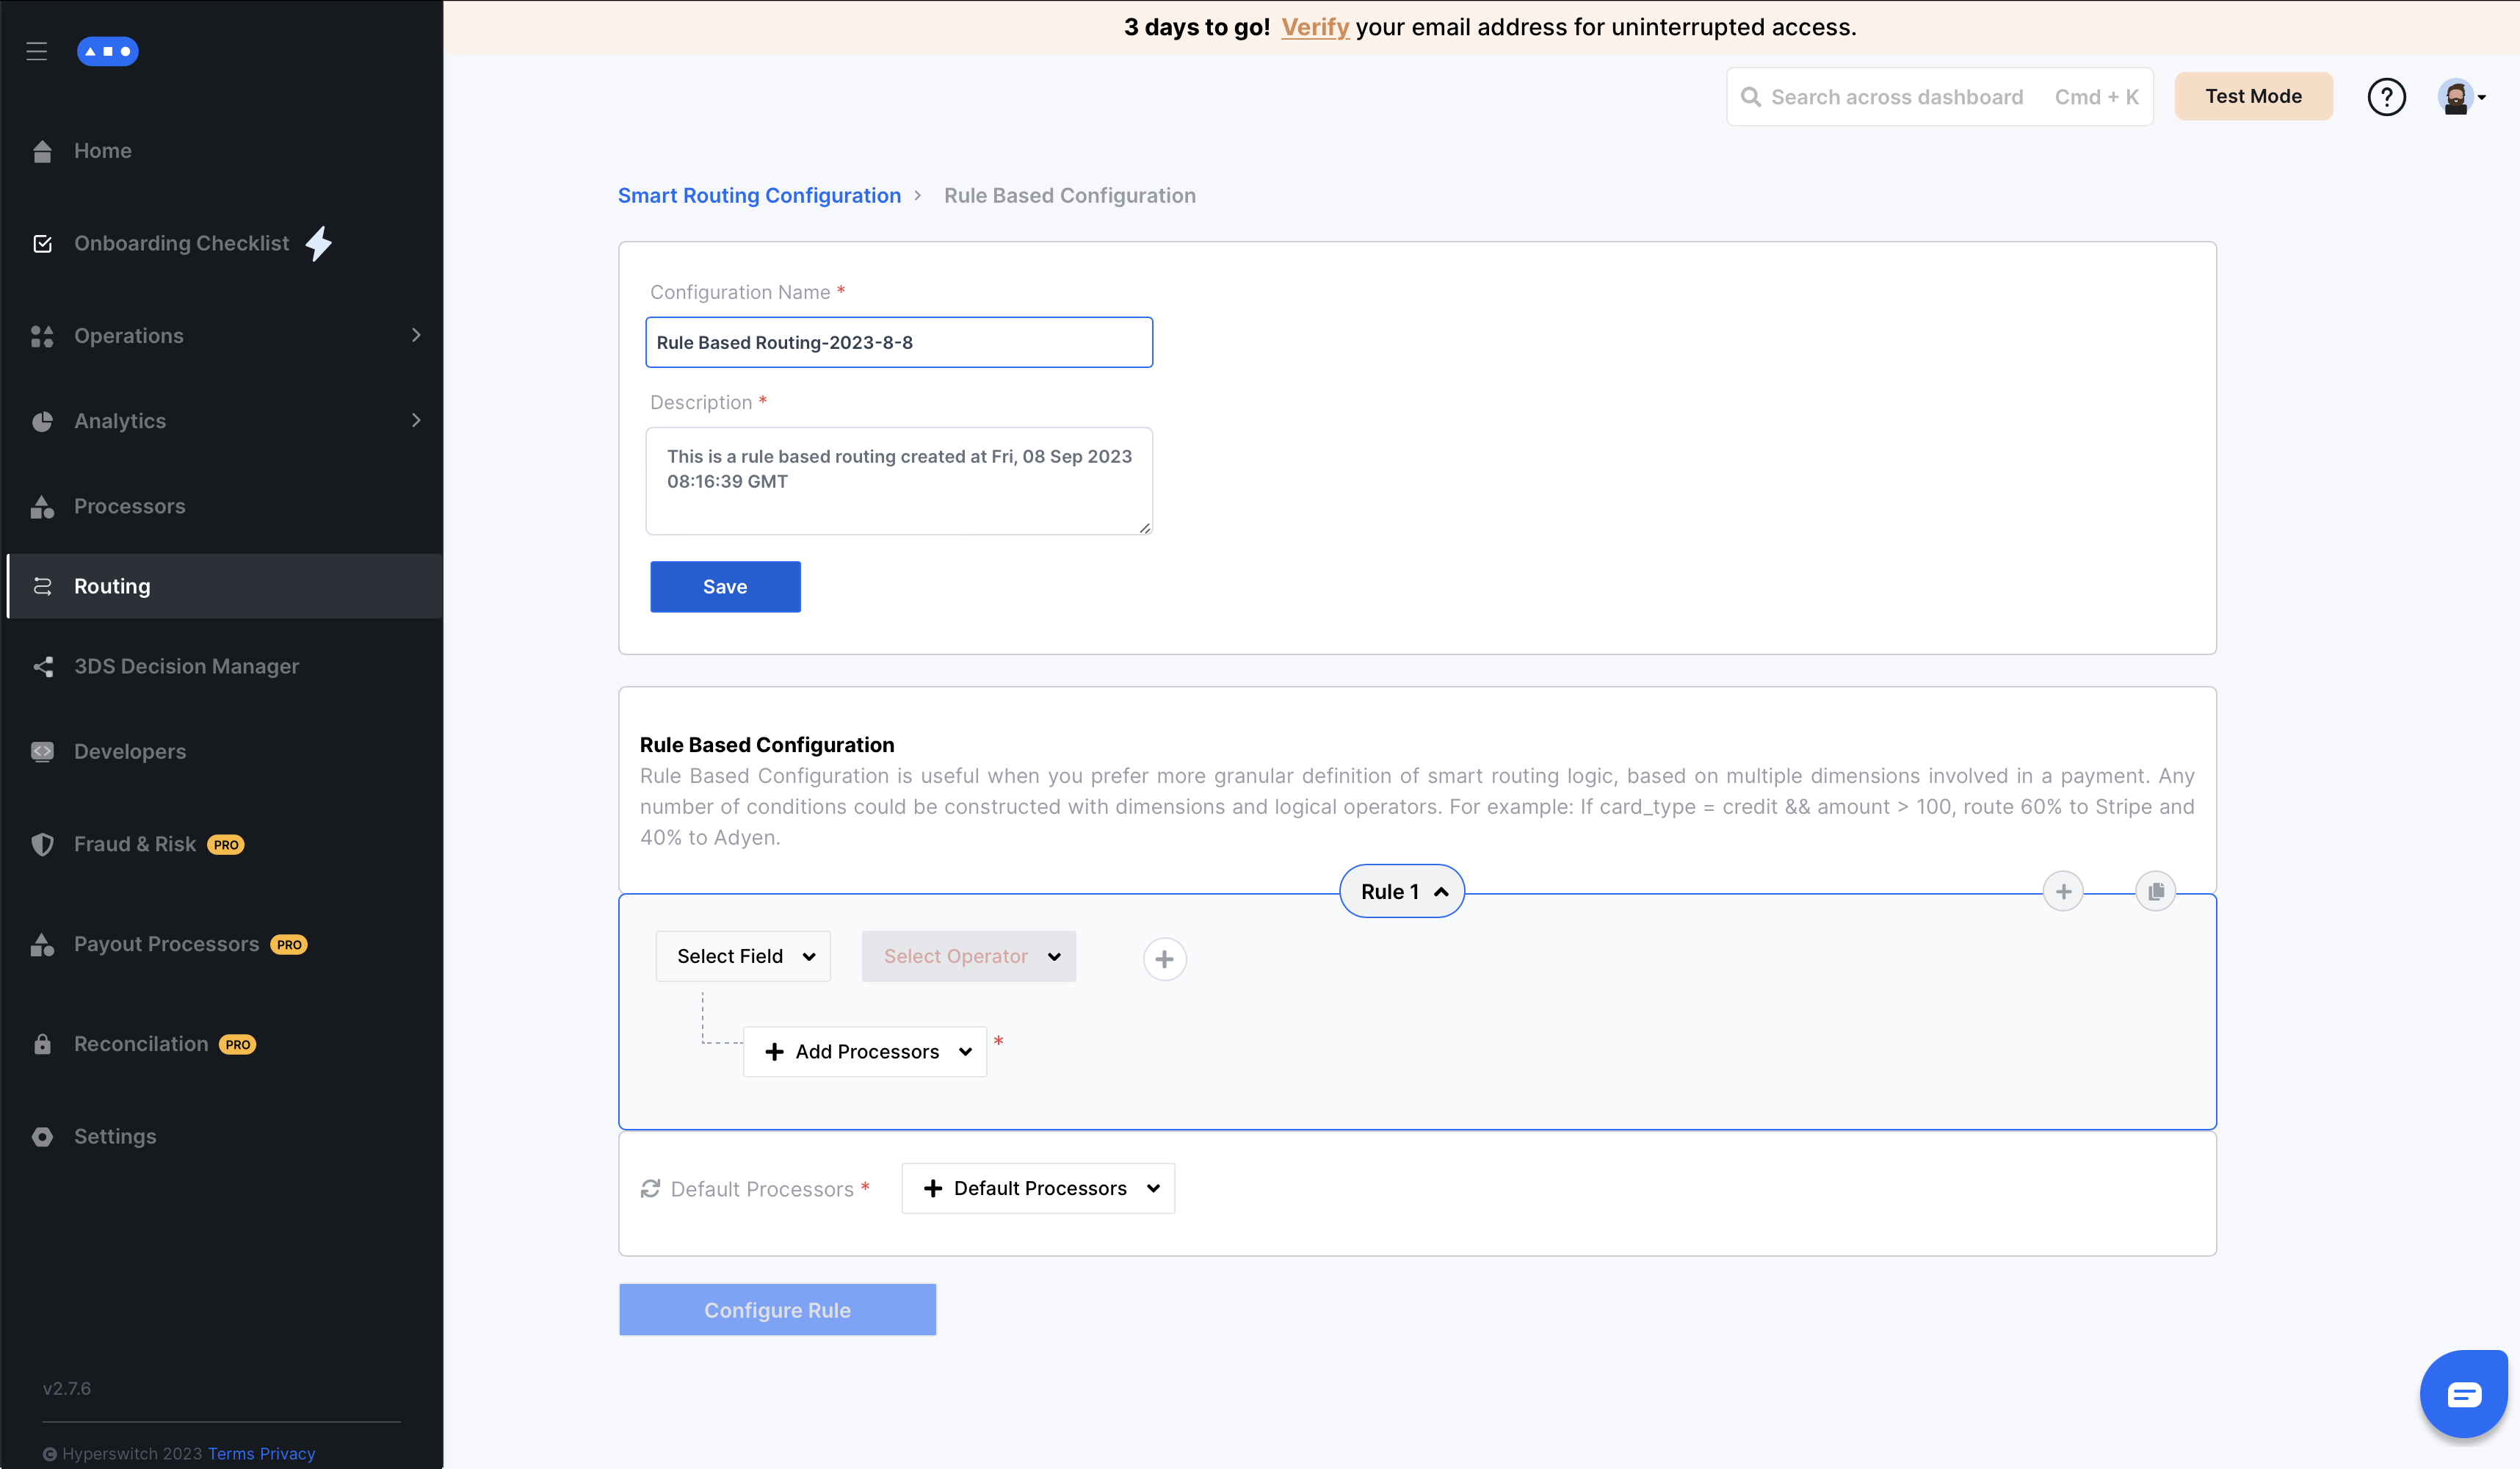 3 days to go! Verify your email address for uninterrupted access.
Search across dashboard Cmd + K
Test Mode
?
Home
Onboarding Checklist
Operations
Analytics
Processors
Routing
3DS Decision Manager
Developers
Fraud & Risk PRO
Payout Processors PRO
Reconcilation PRO
Settings
v2.7.6
© Hyperswitch 2023 Terms Privacy
Smart Routing Configuration > Rule Based Configuration
Configuration Name *
Rule Based Routing-2023-8-8
Description *
This is a rule based routing created at Fri, 08 Sep 2023
08:16:39 GMT
Save
Rule Based Configuration
Rule Based Configuration is useful when you prefer more granular definition of smart routing logic, based on multiple dimensions involved in a payment. Any
number of conditions could be constructed with dimensions and logical operators. For example: If card_type = credit && amount > 100, route 60% to Stripe and
40% to Adyen.
Rule 1
Select Field
Select Operator
+ Add Processors *
Default Processors *
+ Default Processors
Configure Rule